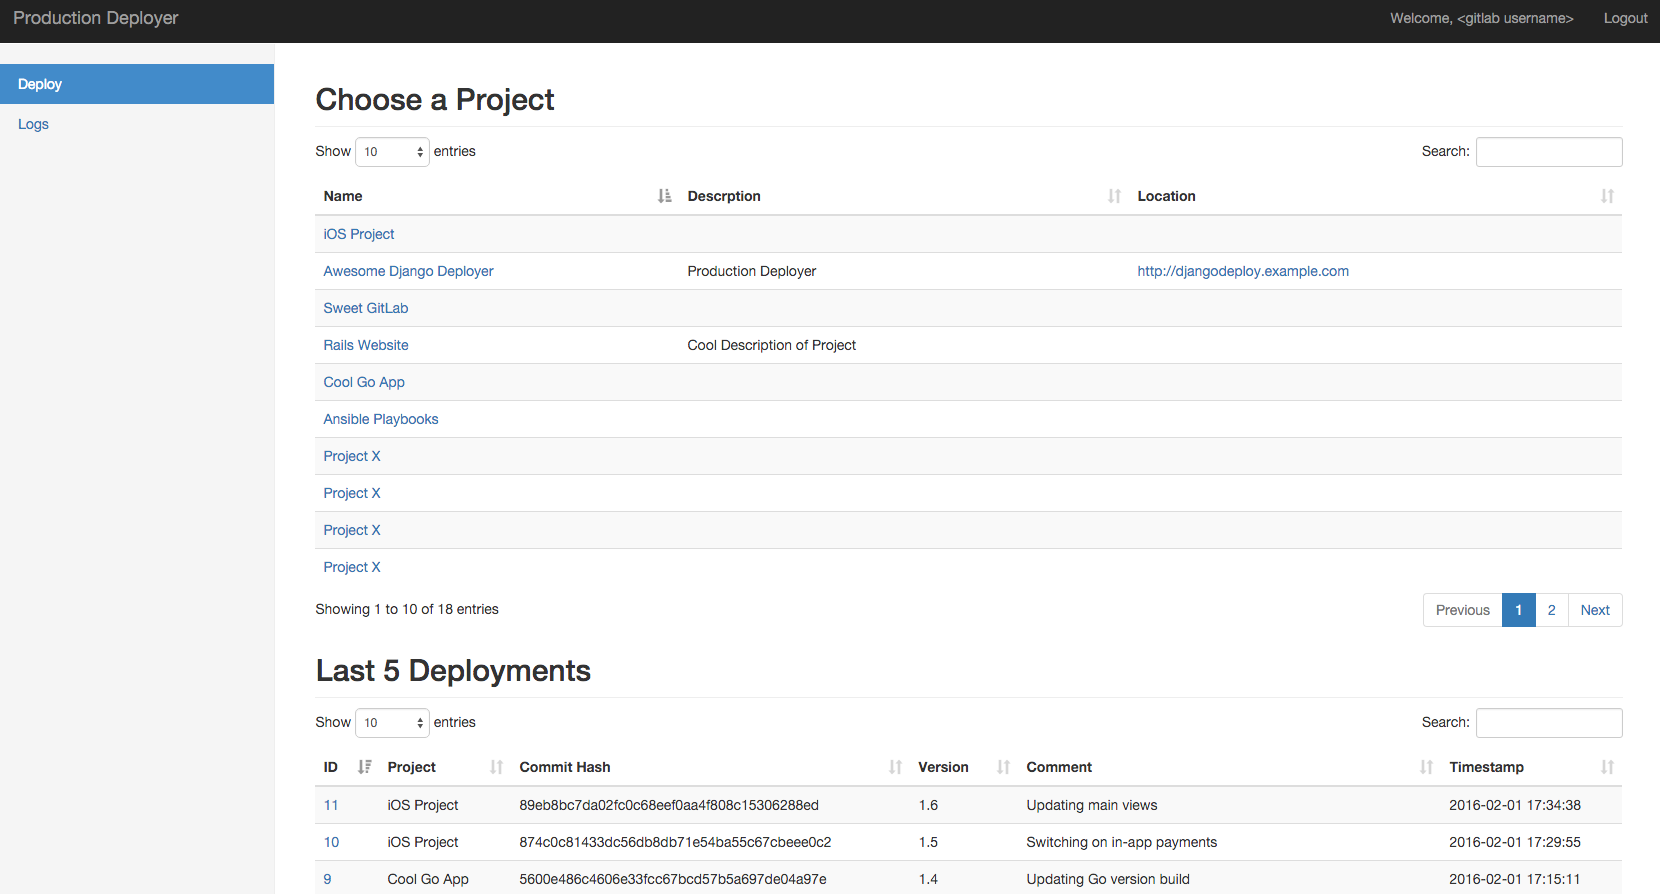 Production Deployer Welcome, <gitlab username> Logout
Deploy
Logs
Choose a Project
Show 10 entries Search:
Name Descrption Location
iOS Project
Awesome Django Deployer Production Deployer http://djangodeploy.example.com
Sweet GitLab
Rails Website Cool Description of Project
Cool Go App
Ansible Playbooks
Project X
Project X
Project X
Project X
Showing 1 to 10 of 18 entries Previous 1 2 Next
Last 5 Deployments
Show 10 entries Search:
ID Project Commit Hash Version Comment Timestamp
11 iOS Project 89eb8bc7da02fc0c68eef0aa4f808c15306288ed 1.6 Updating main views 2016-02-01 17:34:38
10 iOS Project 874c0c81433dc56db8db71e54ba55c67cbeee0c2 1.5 Switching on in-app payments 2016-02-01 17:29:55
9 Cool Go App 5600e486c4606e33fcc67bcd57b5a697de04a97e 1.4 Updating Go version build 2016-02-01 17:15:11